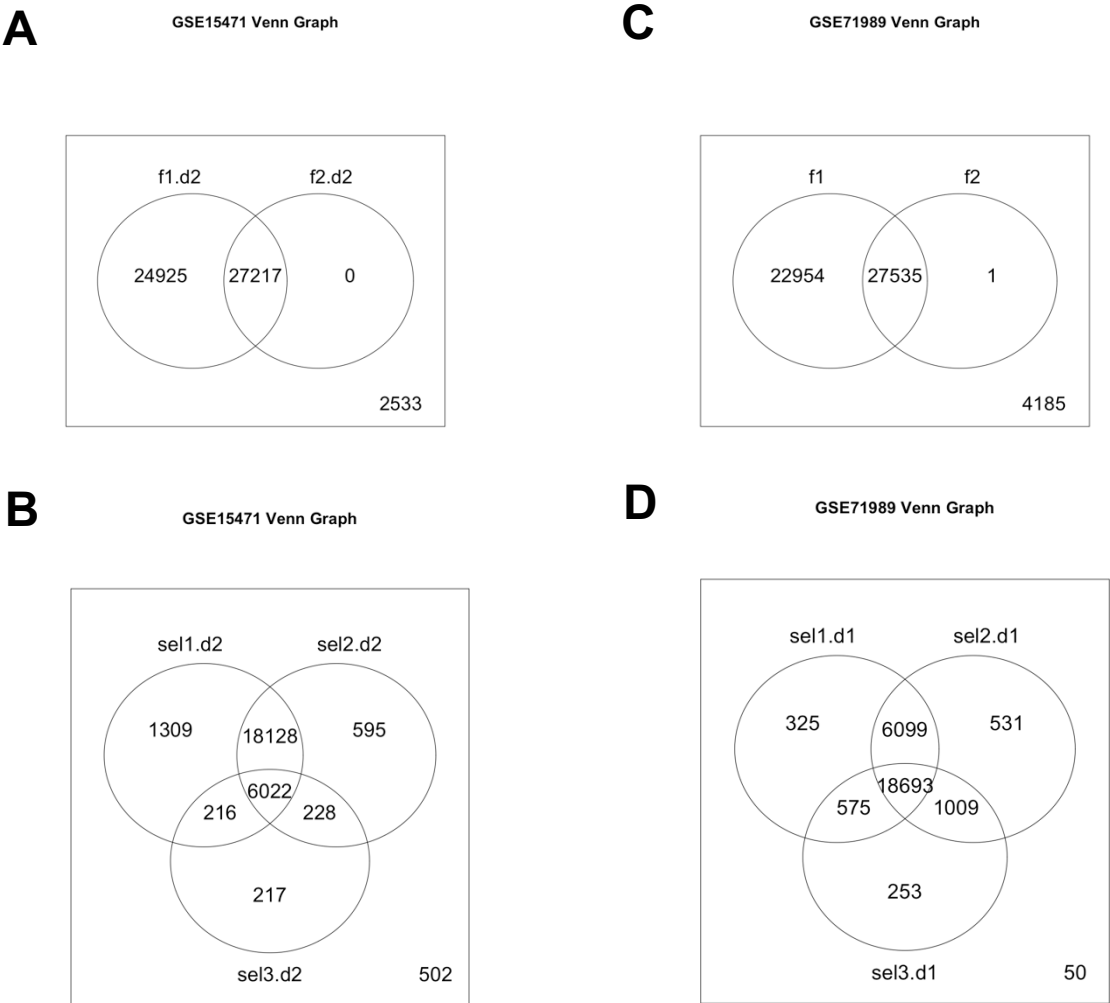 A
GSE15471 Venn Graph
f1.d2
f2.d2
24925
27217
0
2533
C
GSE71989 Venn Graph
f1
f2
22954
27535
1
4185
B
GSE15471 Venn Graph
sel1.d2
sel2.d2
1309
18128
595
6022
216
228
217
sel3.d2
502
D
GSE71989 Venn Graph
sel1.d1
sel2.d1
325
6099
531
18693
575
1009
253
sel3.d1
50